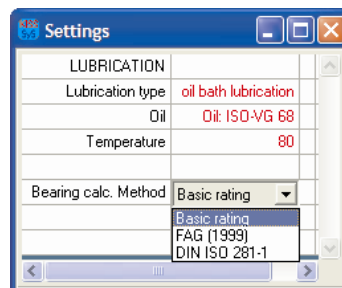 Settings
LUBRICATION
Lubrication type oil bath lubrication
Oil Oil: ISO-VG 68
Temperature 80
Bearing calc. Method Basic rating
Basic rating
FAG (1999)
DIN ISO 281-1